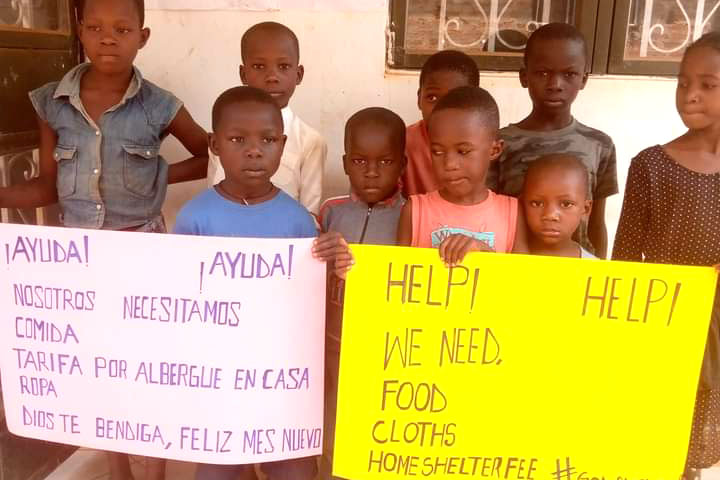 ¡AYUDA! ¡AYUDA!
NOSOTROS NECESITAMOS
COMIDA
TARIFA POR ALBERGUE EN CASA
ROPA
DIOS TE BENDIGA, FELIZ MES NUEVO
HELP! HELP!
WE NEED,
FOOD
CLOTHS
HOMESHELTERFEE